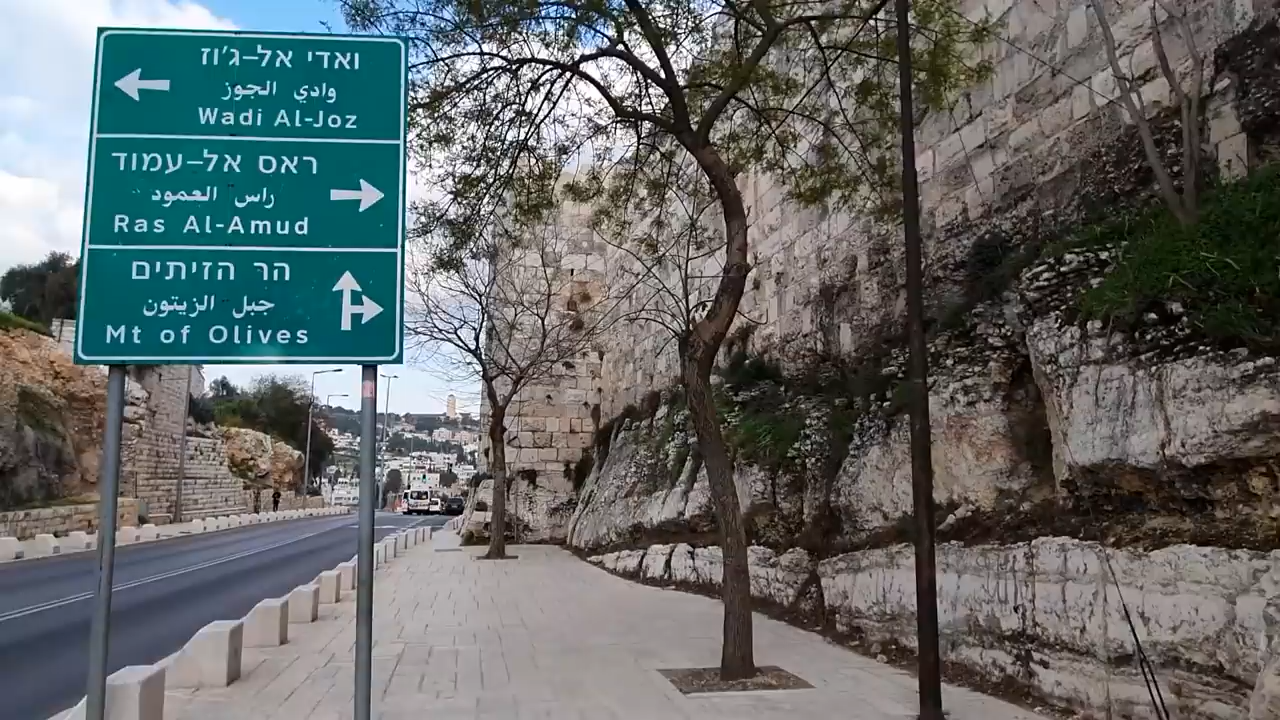 ואדי אל-ג'וז
وادي الجوز
Wadi Al-Joz
ראס אל-עמוד
راس العمود
Ras Al-Amud
הר הזיתים
جبل الزيتون
Mt of Olives